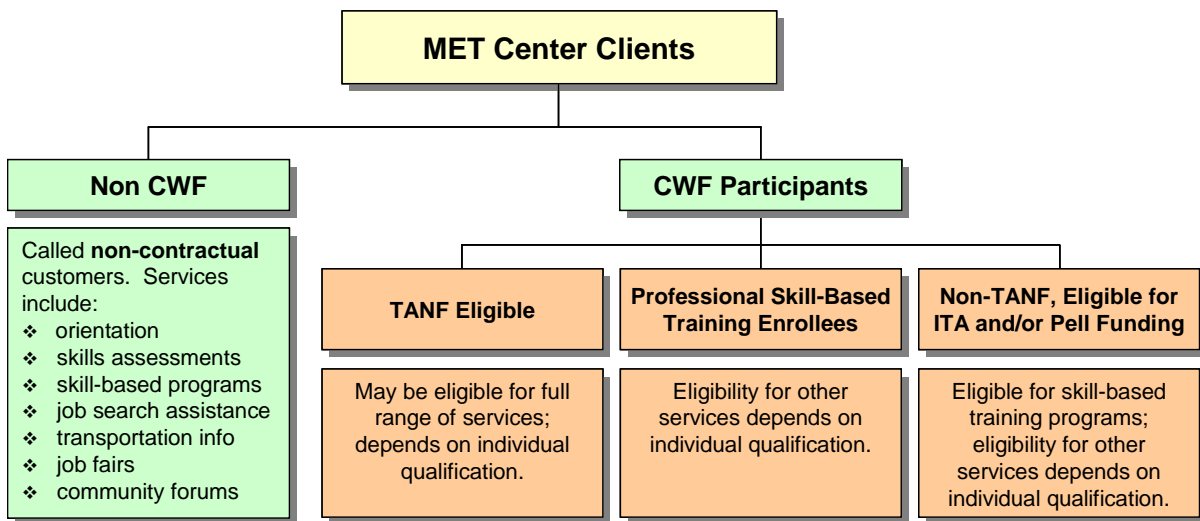 MET Center Clients
Non CWF
CWF Participants
Called non-contractual
customers. Services
include:
❖ orientation
❖ skills assessments
❖ skill-based programs
❖ job search assistance
❖ transportation info
❖ job fairs
❖ community forums
TANF Eligible
Professional Skill-Based
Training Enrollees
Non-TANF, Eligible for
ITA and/or Pell Funding
May be eligible for full
range of services;
depends on individual
qualification.
Eligibility for other
services depends on
individual qualification.
Eligible for skill-based
training programs;
eligibility for other
services depends on
individual qualification.